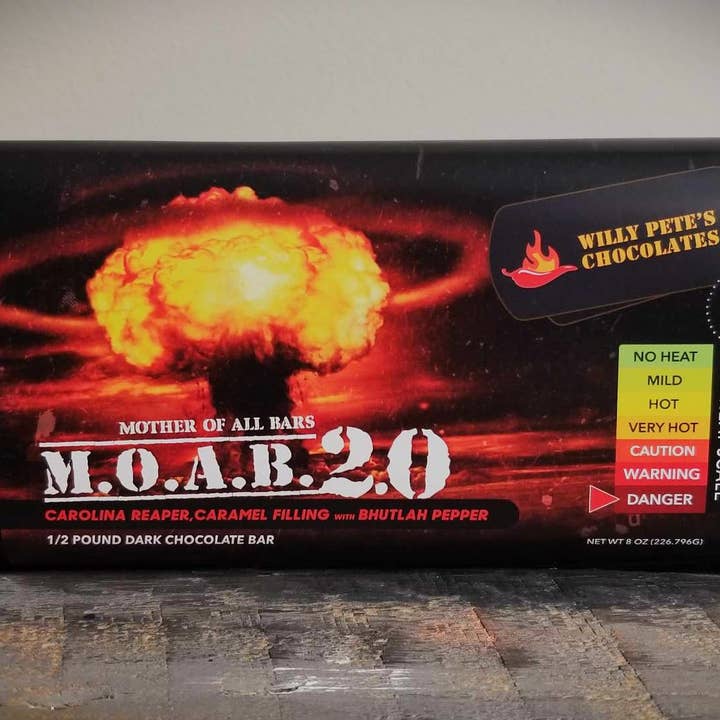 WILLY PETE'S
CHOCOLATES
NO HEAT
MILD
HOT
VERY HOT
CAUTION
WARNING
DANGER
MOTHER OF ALL BARS
M.O.A.B. 2.0
CAROLINA REAPER, CARAMEL FILLING WITH BHUTLAH PEPPER
1/2 POUND DARK CHOCOLATE BAR
NET WT 8 OZ (226.796G)